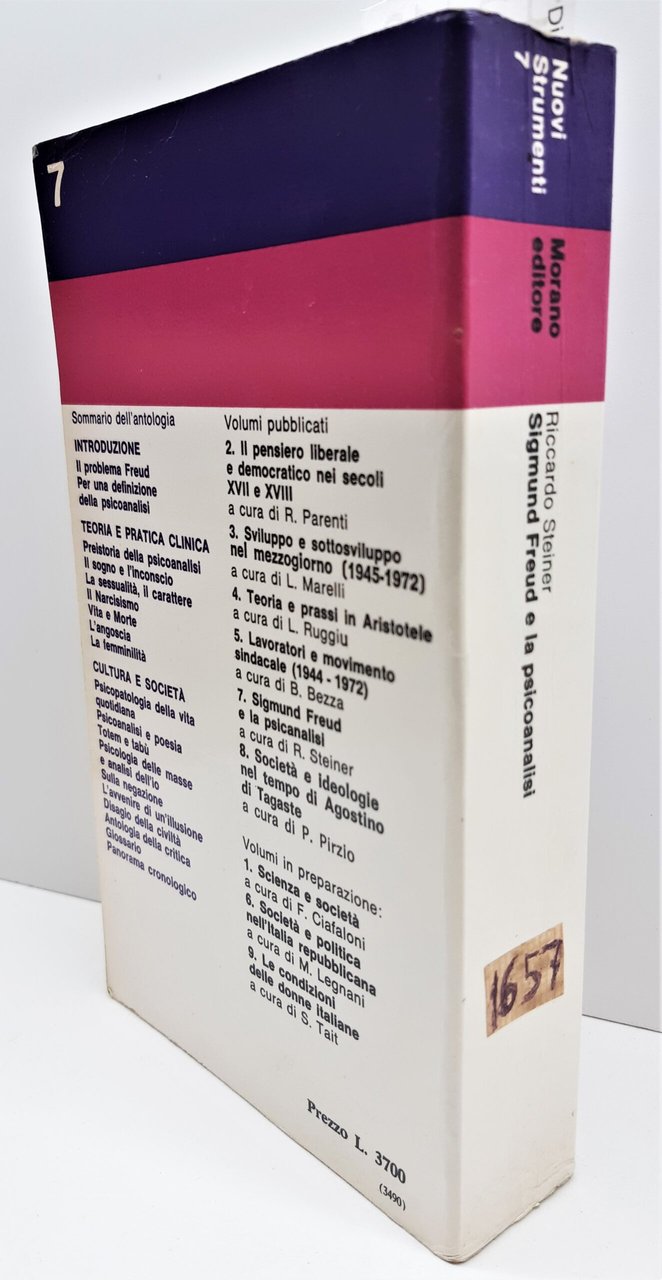 7
Sommario dell'antologia
INTRODUZIONE
Il problema Freud
Per una definizione
della psicoanalisi
TEORIA E PRATICA CLINICA
Preistoria della psicoanalisi
Il sogno e l'inconscio
La sessualità, il carattere
Il Narcisismo
Vita e Morte
L'angoscia
La femminilità
CULTURA E SOCIETÀ
Psicopatologia della vita
quotidiana
Psicoanalisi e poesia
Totem e tabù
Psicologia delle masse
e analisi dell'io
Sulla negazione
L'avvenire di un'illusione
Disagio della civiltà
Antologia della critica
Glossario
Panorama cronologico
Volumi pubblicati
2. Il pensiero liberale
e democratico nei secoli
XVII e XVIII
a cura di R. Parenti
3. Sviluppo e sottosviluppo
nel mezzogiorno (1945-1972)
a cura di L. Marelli
4. Teoria e prassi in Aristotele
a cura di L. Ruggiu
5. Lavoratori e movimento
sindacale (1944 - 1972)
a cura di B. Bezza
7. Sigmund Freud
e la psicanalisi
a cura di R. Steiner
8. Società e ideologie
nel tempo di Agostino
di Tagaste
a cura di P. Pirzio
Volumi in preparazione:
1. Scienza e società
a cura di F. Ciafaloni
6. Società e politica
nell'Italia repubblicana
a cura di M. Legnani
9. Le condizioni
delle donne italiane
a cura di S. Tait
Prezzo L. 3700
(3490)
Nuovi
Strumenti
7
Morano
editore
Riccardo Steiner
Sigmund Freud e la psicoanalisi
1657
Di